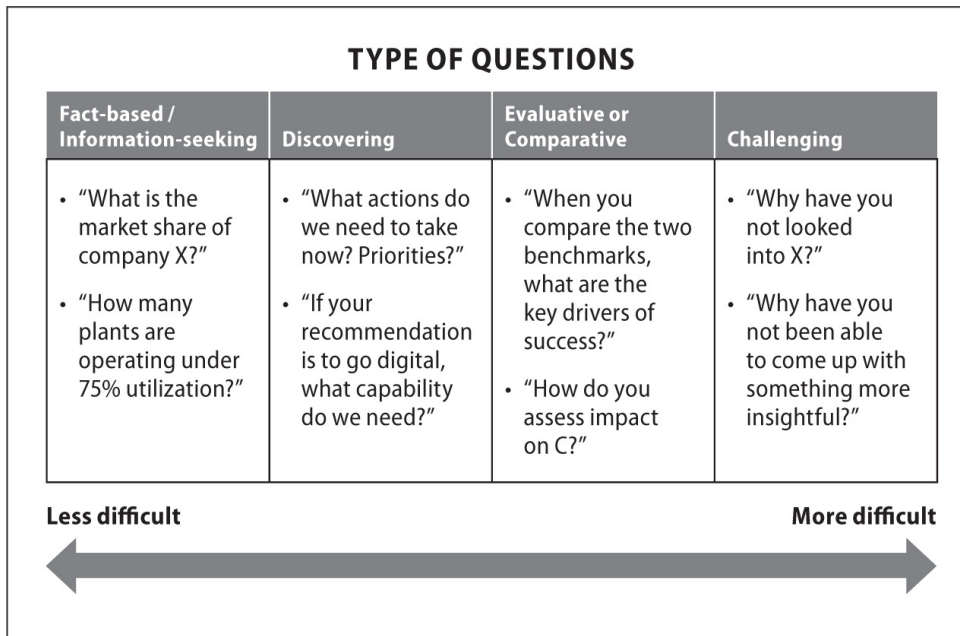 TYPE OF QUESTIONS
Fact-based /
Information-seeking
Discovering
Evaluative or
Comparative
Challenging
• “What is the
market share of
company X?”
• “How many
plants are
operating under
75% utilization?”
• “What actions do
we need to take
now? Priorities?”
• “If your
recommendation
is to go digital,
what capability
do we need?”
• “When you
compare the two
benchmarks,
what are the
key drivers of
success?”
• “How do you
assess impact
on C?”
• “Why have you
not looked
into X?”
• “Why have you
not been able
to come up with
something more
insightful?”
Less difficult
More difficult